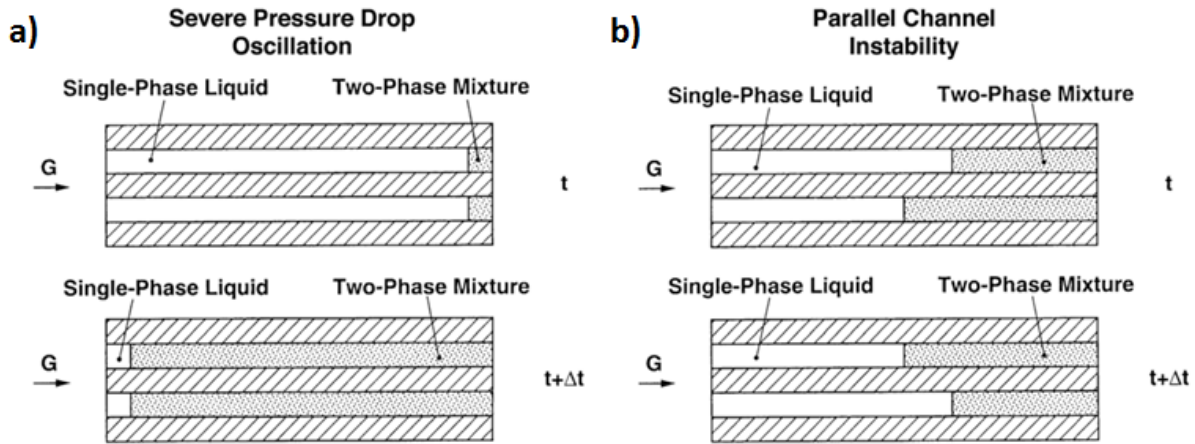 a)
Severe Pressure Drop
Oscillation
Single-Phase Liquid Two-Phase Mixture
G
t
Single-Phase Liquid Two-Phase Mixture
G
t+Δt
b)
Parallel Channel
Instability
Single-Phase Liquid Two-Phase Mixture
G
t
Single-Phase Liquid Two-Phase Mixture
G
t+Δt